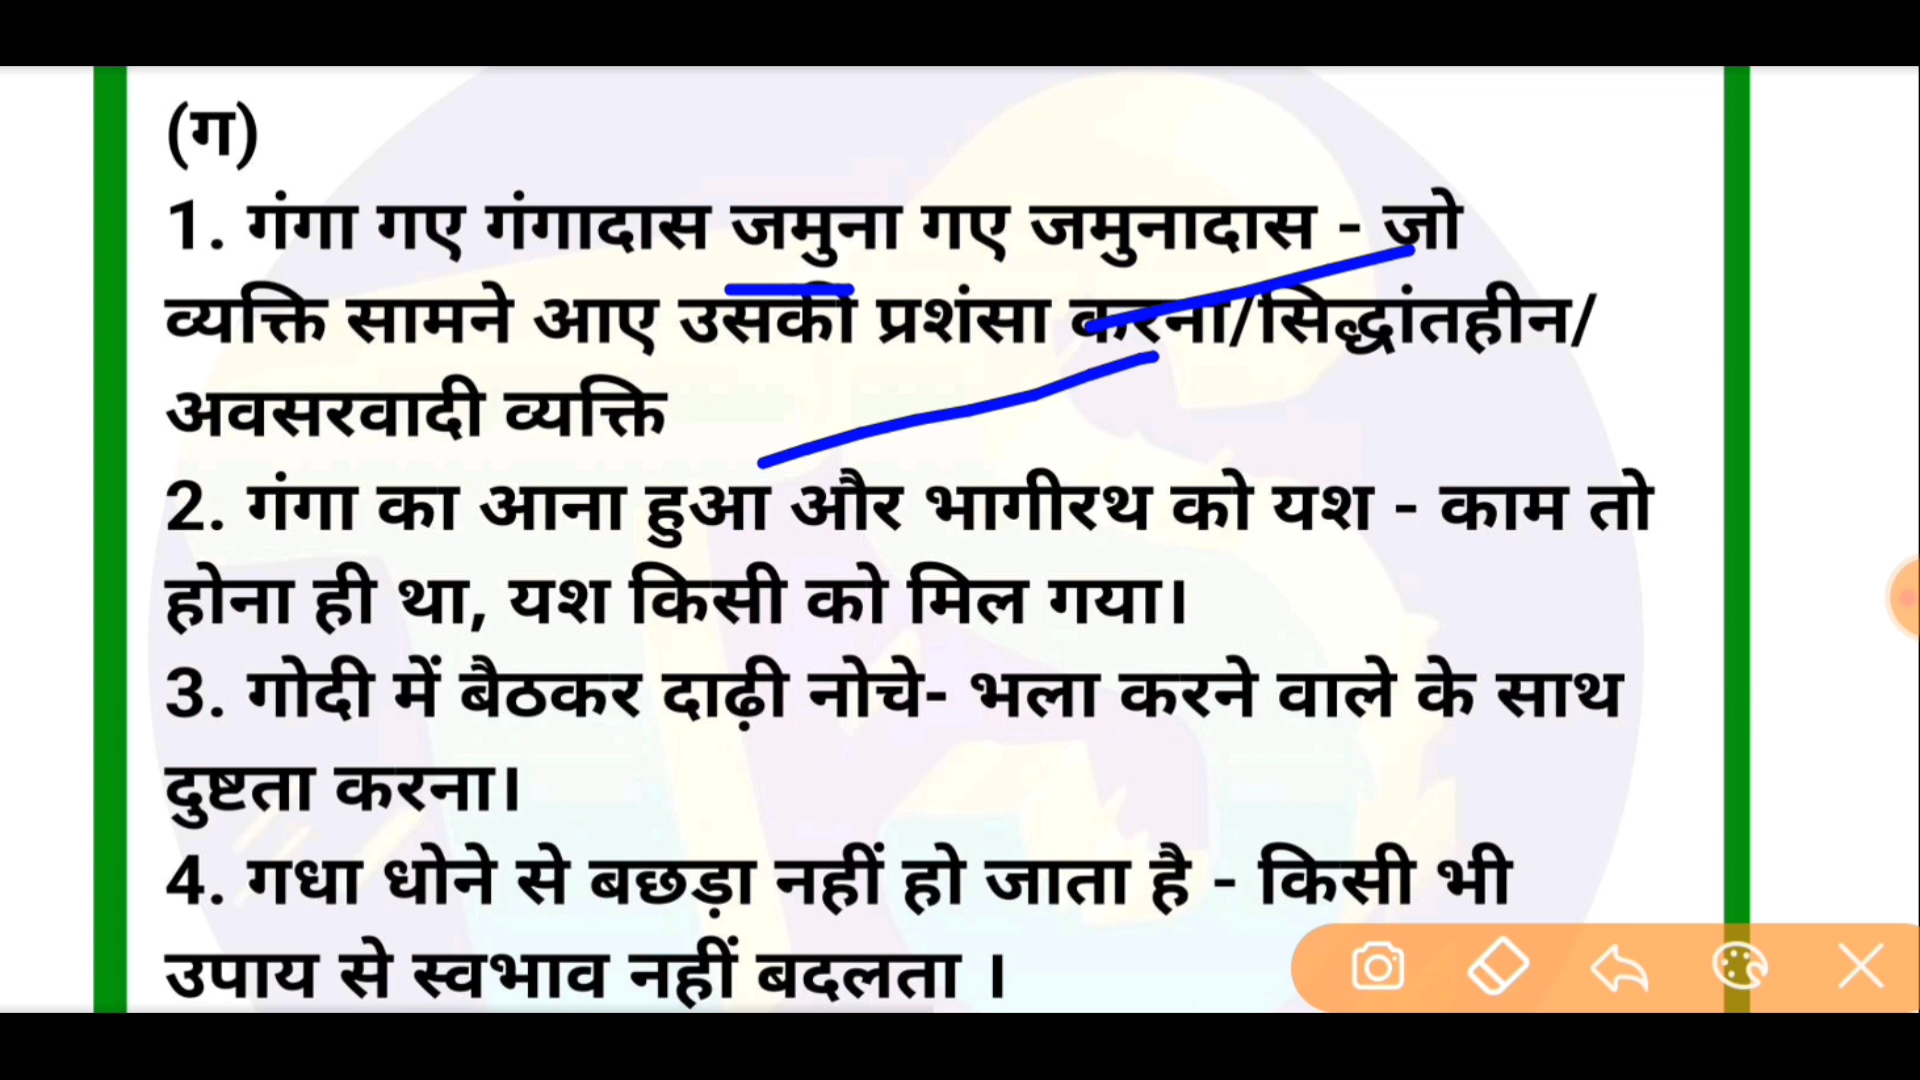 (ग)
1. गंगा गए गंगादास जमुना गए जमुनादास - जो
व्यक्ति सामने आए उसकी प्रशंसा करना/सिद्धांतहीन/
अवसरवादी व्यक्ति
2. गंगा का आना हुआ और भागीरथ को यश - काम तो
होना ही था, यश किसी को मिल गया।
3. गोदी में बैठकर दाढ़ी नोचे- भला करने वाले के साथ
दुष्टता करना।
4. गधा धोने से बछड़ा नहीं हो जाता है - किसी भी
उपाय से स्वभाव नहीं बदलता ।